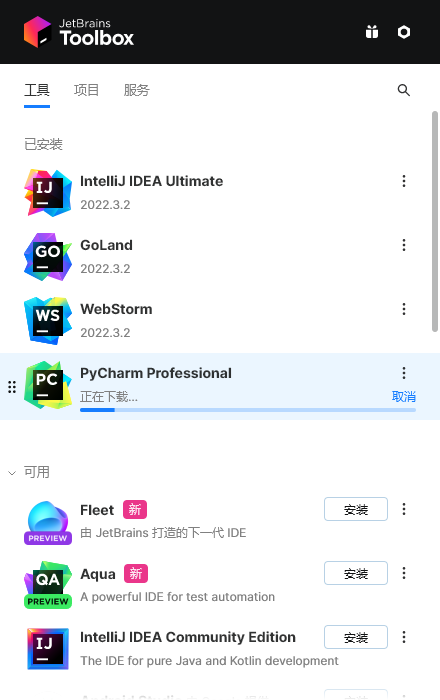 JetBrains
Toolbox
工具 项目 服务
已安装
IJ
IntelliJ IDEA Ultimate
2022.3.2
GO
GoLand
2022.3.2
WS
WebStorm
2022.3.2
PC
PyCharm Professional
正在下载... 取消
可用
Fleet 新 安装
PREVIEW
由 JetBrains 打造的下一代 IDE
QA
Aqua 新 安装
PREVIEW
A powerful IDE for test automation
IJ
IntelliJ IDEA Community Edition 安装
The IDE for pure Java and Kotlin development